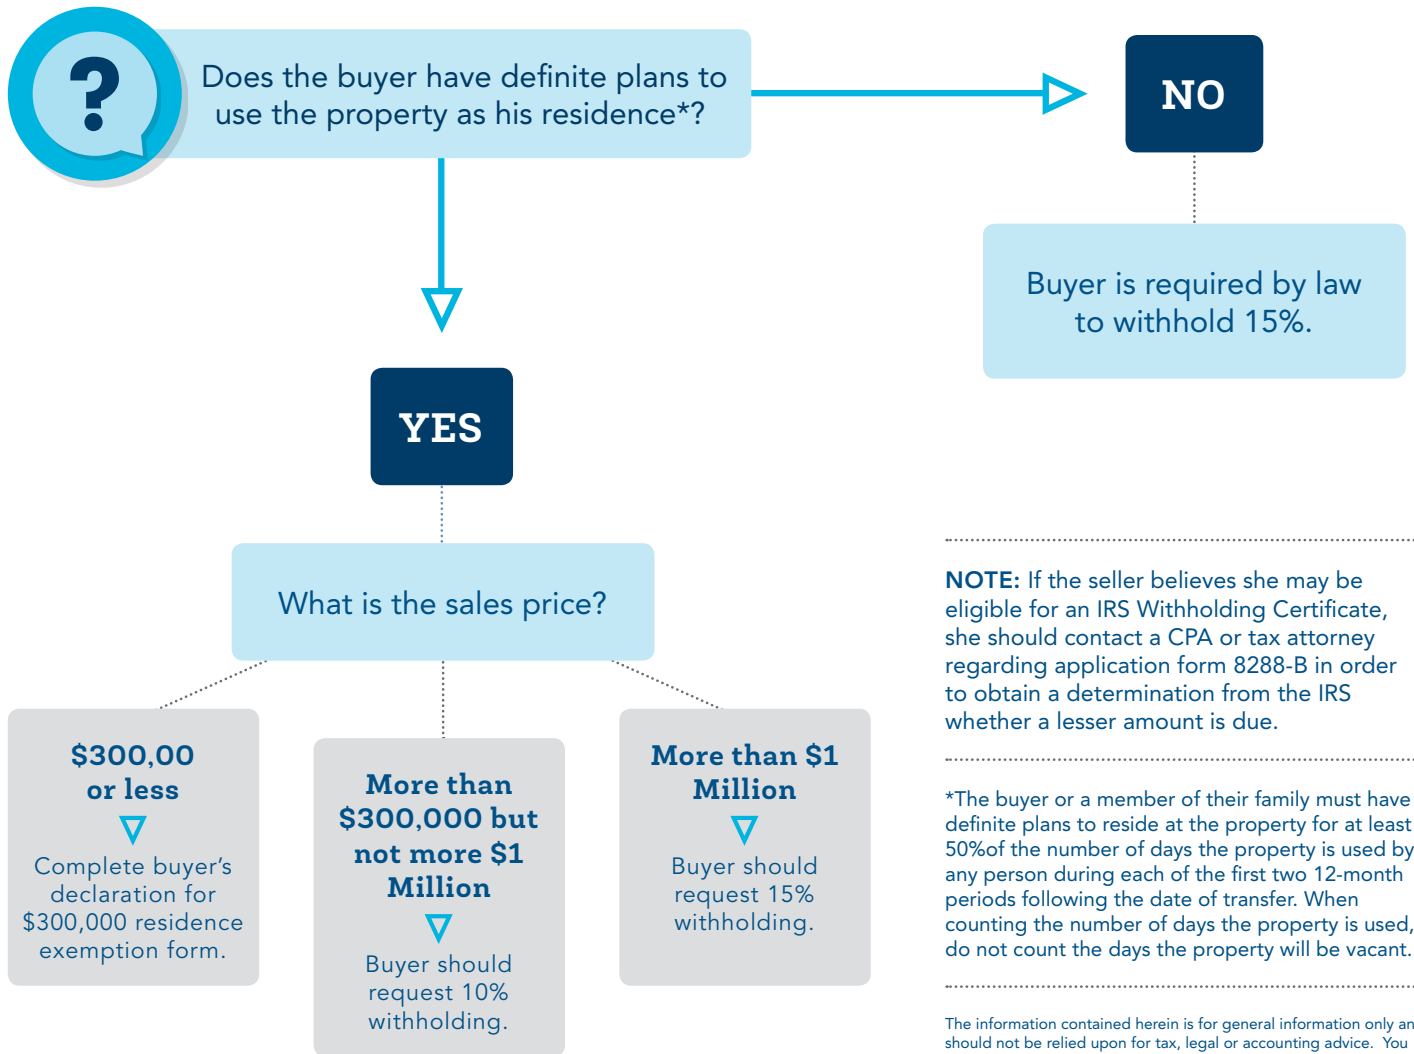 ?
Does the buyer have definite plans to
use the property as his residence*?
NO
Buyer is required by law
to withhold 15%.
YES
What is the sales price?
$300,00
or less
Complete buyer's
declaration for
$300,000 residence
exemption form.
More than
$300,000 but
not more $1
Million
Buyer should
request 10%
withholding.
More than $1
Million
Buyer should
request 15%
withholding.
NOTE: If the seller believes she may be
eligible for an IRS Withholding Certificate,
she should contact a CPA or tax attorney
regarding application form 8288-B in order
to obtain a determination from the IRS
whether a lesser amount is due.
*The buyer or a member of their family must have
definite plans to reside at the property for at least
50%of the number of days the property is used by
any person during each of the first two 12-month
periods following the date of transfer. When
counting the number of days the property is used,
do not count the days the property will be vacant.
The information contained herein is for general information only an
should not be relied upon for tax, legal or accounting advice. You